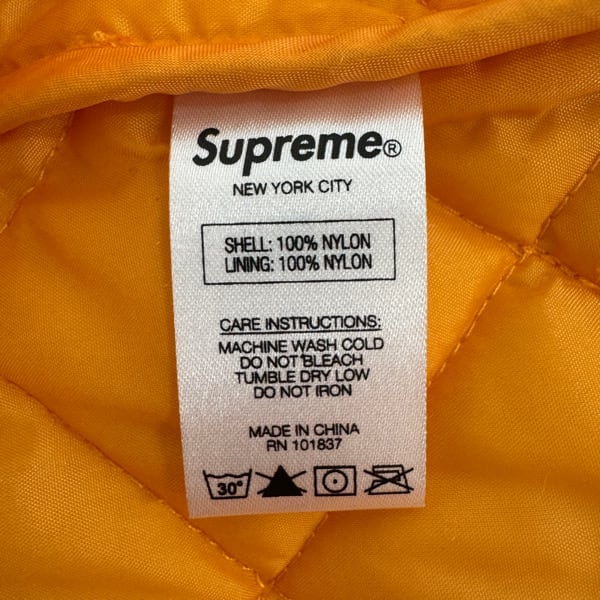 Supreme®
NEW YORK CITY
SHELL: 100% NYLON
LINING: 100% NYLON
CARE INSTRUCTIONS:
MACHINE WASH COLD
DO NOT BLEACH
TUMBLE DRY LOW
DO NOT IRON
MADE IN CHINA
RN 101837
30°